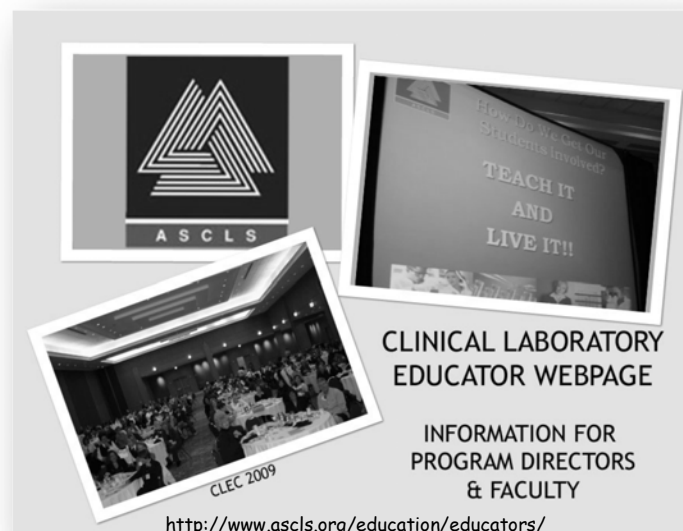 ASCLS
How Do We Get Our
Students Involved?
TEACH IT
AND
LIVE IT!!
CLEC 2009
CLINICAL LABORATORY
EDUCATOR WEBPAGE
INFORMATION FOR
PROGRAM DIRECTORS
& FACULTY
http://www.ascls.org/education/educators/